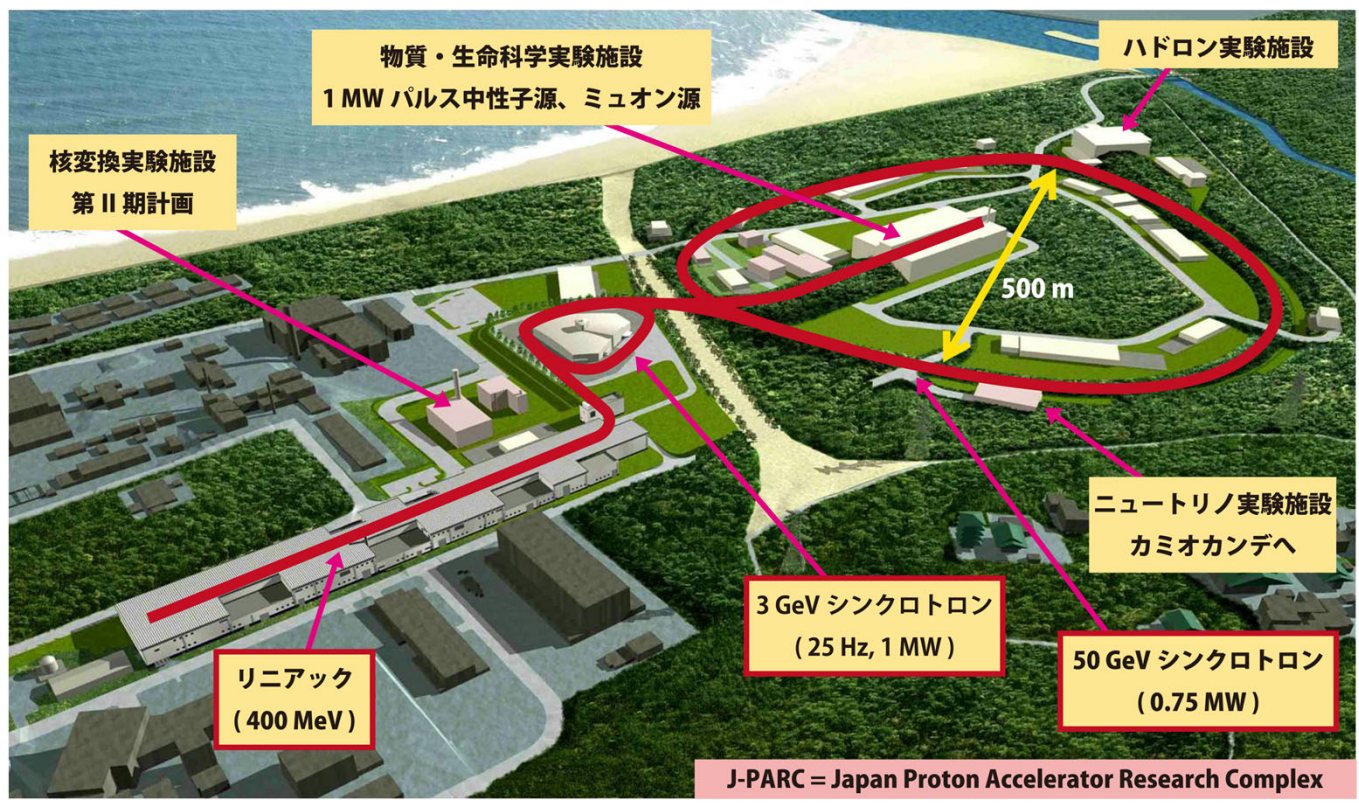 物質・生命科学実験施設
1 MW パルス中性子源、ミュオン源
ハドロン実験施設
核変換実験施設
第 II 期計画
500 m
ニュートリノ実験施設
カミオカンデへ
3 GeV シンクロトロン
( 25 Hz, 1 MW )
50 GeV シンクロトロン
( 0.75 MW )
リニアック
( 400 MeV )
J-PARC = Japan Proton Accelerator Research Complex